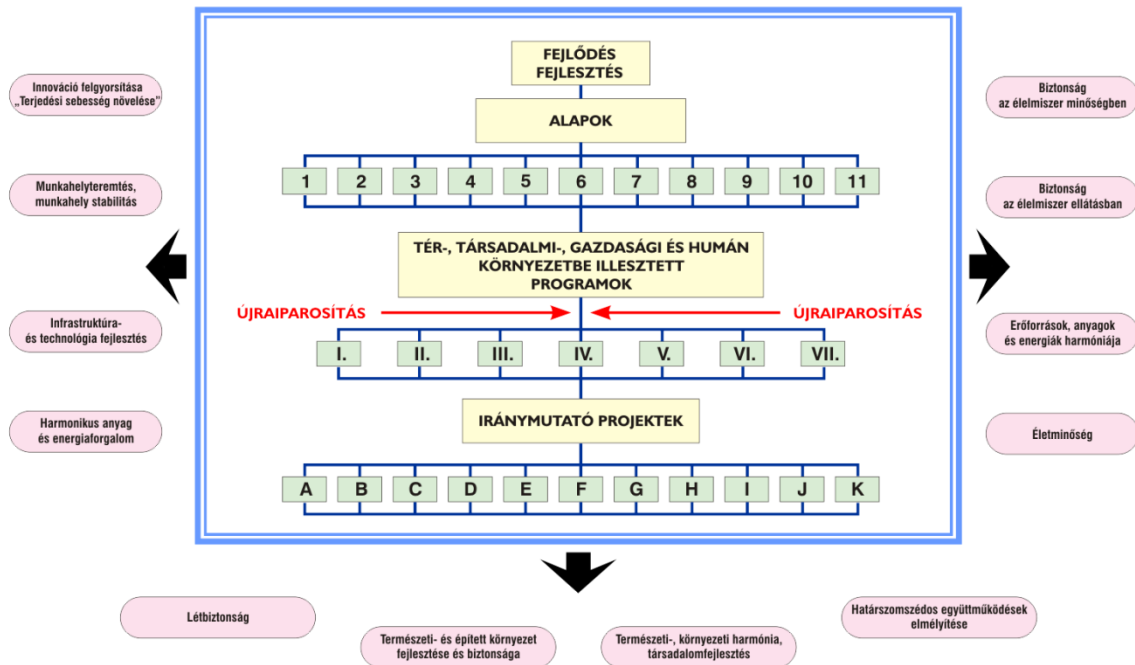 FEJLŐDÉS
FEJLESZTÉS
ALAPOK
1 2 3 4 5 6 7 8 9 10 11
TÉR-, TÁRSADALMI-, GAZDASÁGI ÉS HUMÁN
KÖRNYEZETBE ILLESZTETT
PROGRAMOK
ÚJRAIPAROSÍTÁS ÚJRAIPAROSÍTÁS
I. II. III. IV. V. VI. VII.
IRÁNYMUTATÓ PROJEKTEK
A B C D E F G H I J K
Innováció felgyorsítása
„Terjedési sebesség növelése“
Munkahelyteremtés,
munkahely stabilitás
Infrastruktúra-
és technológia fejlesztés
Harmonikus anyag
és energiaforgalom
Biztonság
az élelmiszer minőségben
Biztonság
az élelmiszer ellátásban
Erőforrások, anyagok
és energiák harmóniája
Életminőség
Létbiztonság
Természeti- és épített környezet
fejlesztése és biztonsága
Természeti-, környezeti harmónia,
társadalomfejlesztés
Határszomszédos együttműködések
elmélyítése